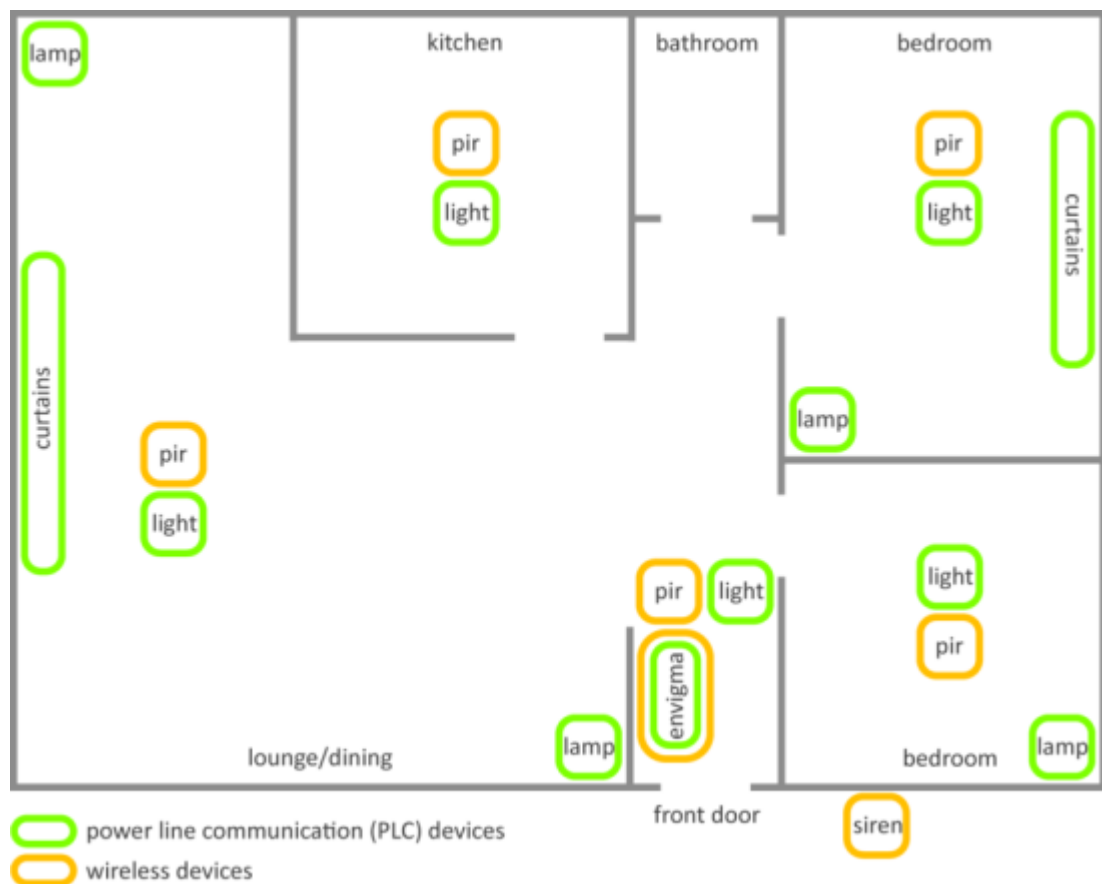 kitchen
bathroom
bedroom
lamp
pir
pir
light
light
curtains
curtains
lamp
pir
light
light
pir
light
pir
envigma
lamp
lamp
lounge/dining
bedroom
front door
siren
power line communication (PLC) devices
wireless devices